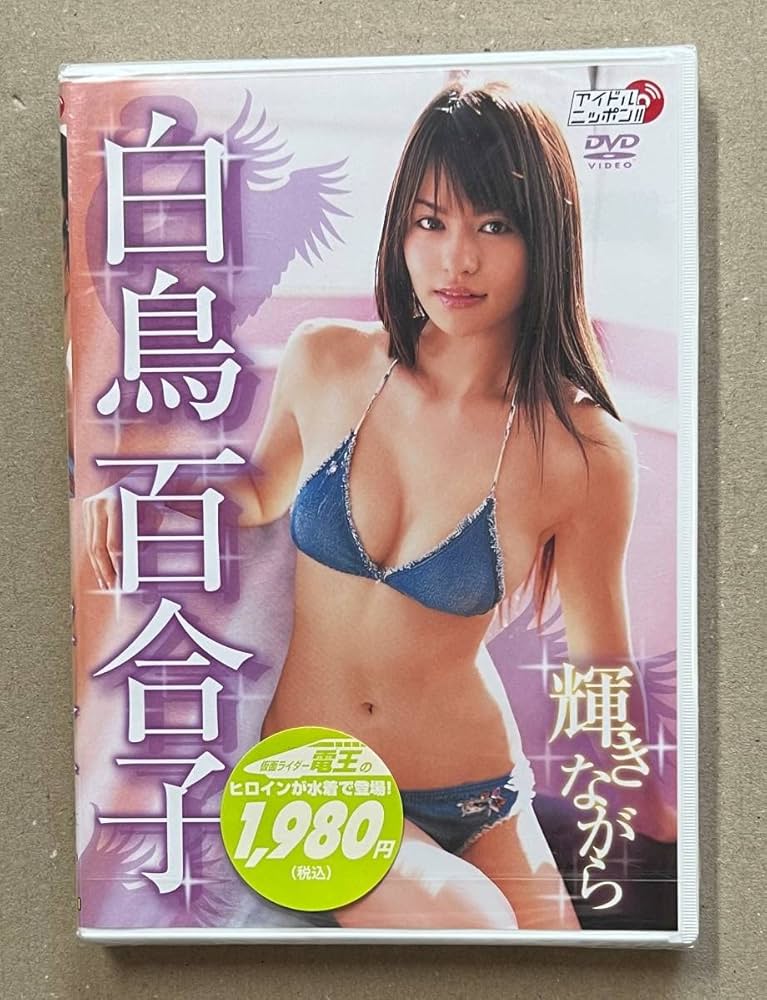 アイドル
ニッポン!!
DVD
VIDEO
白鳥百合子
輝きながら
仮面ライダー電王の
ヒロインが水着で登場!
1,980円
(税込)